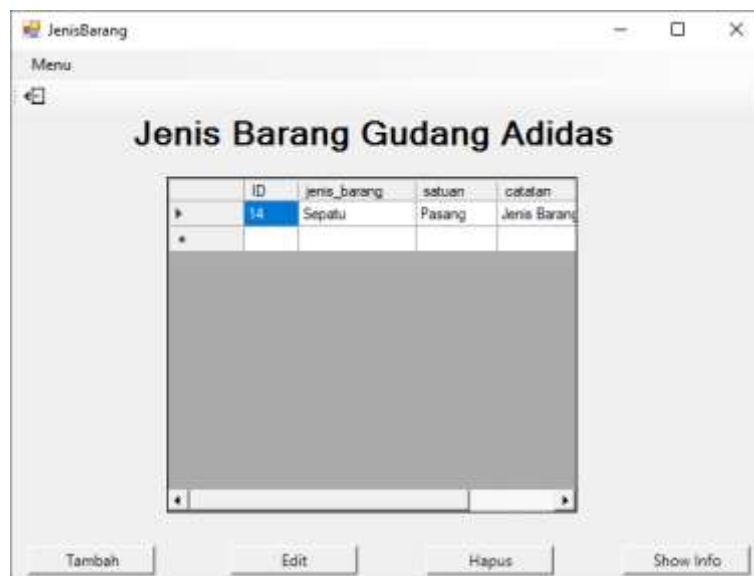 JenisBarang
Menu
Jenis Barang Gudang Adidas
ID jenis_barang satuan catatan
14 Sepatu Pasang Jenis Barang
Tambah Edit Hapus Show Info